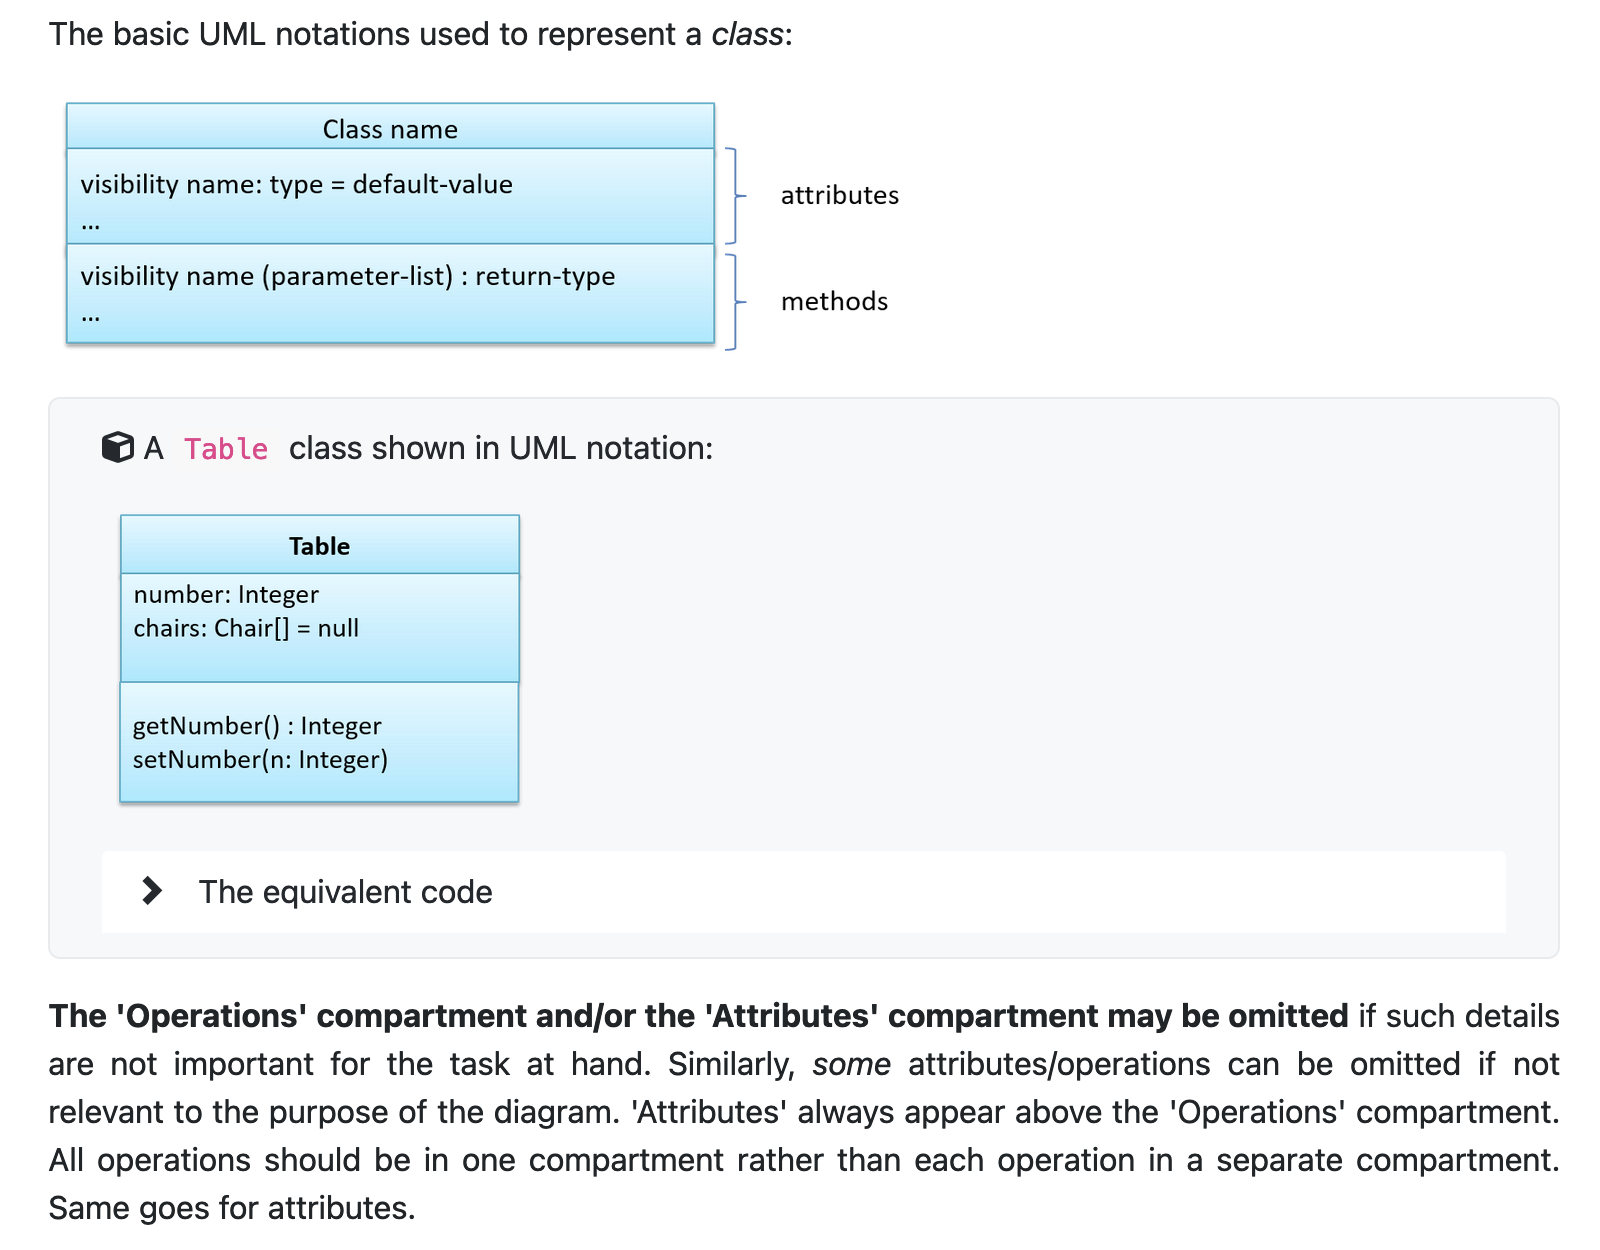 The basic UML notations used to represent a class:
Class name
visibility name: type = default-value
...
attributes
visibility name (parameter-list) : return-type
...
methods
A Table class shown in UML notation:
Table
number: Integer
chairs: Chair[] = null
getNumber() : Integer
setNumber(n: Integer)
The equivalent code
The 'Operations' compartment and/or the 'Attributes' compartment may be omitted if such details
are not important for the task at hand. Similarly, some attributes/operations can be omitted if not
relevant to the purpose of the diagram. 'Attributes' always appear above the 'Operations' compartment.
All operations should be in one compartment rather than each operation in a separate compartment.
Same goes for attributes.